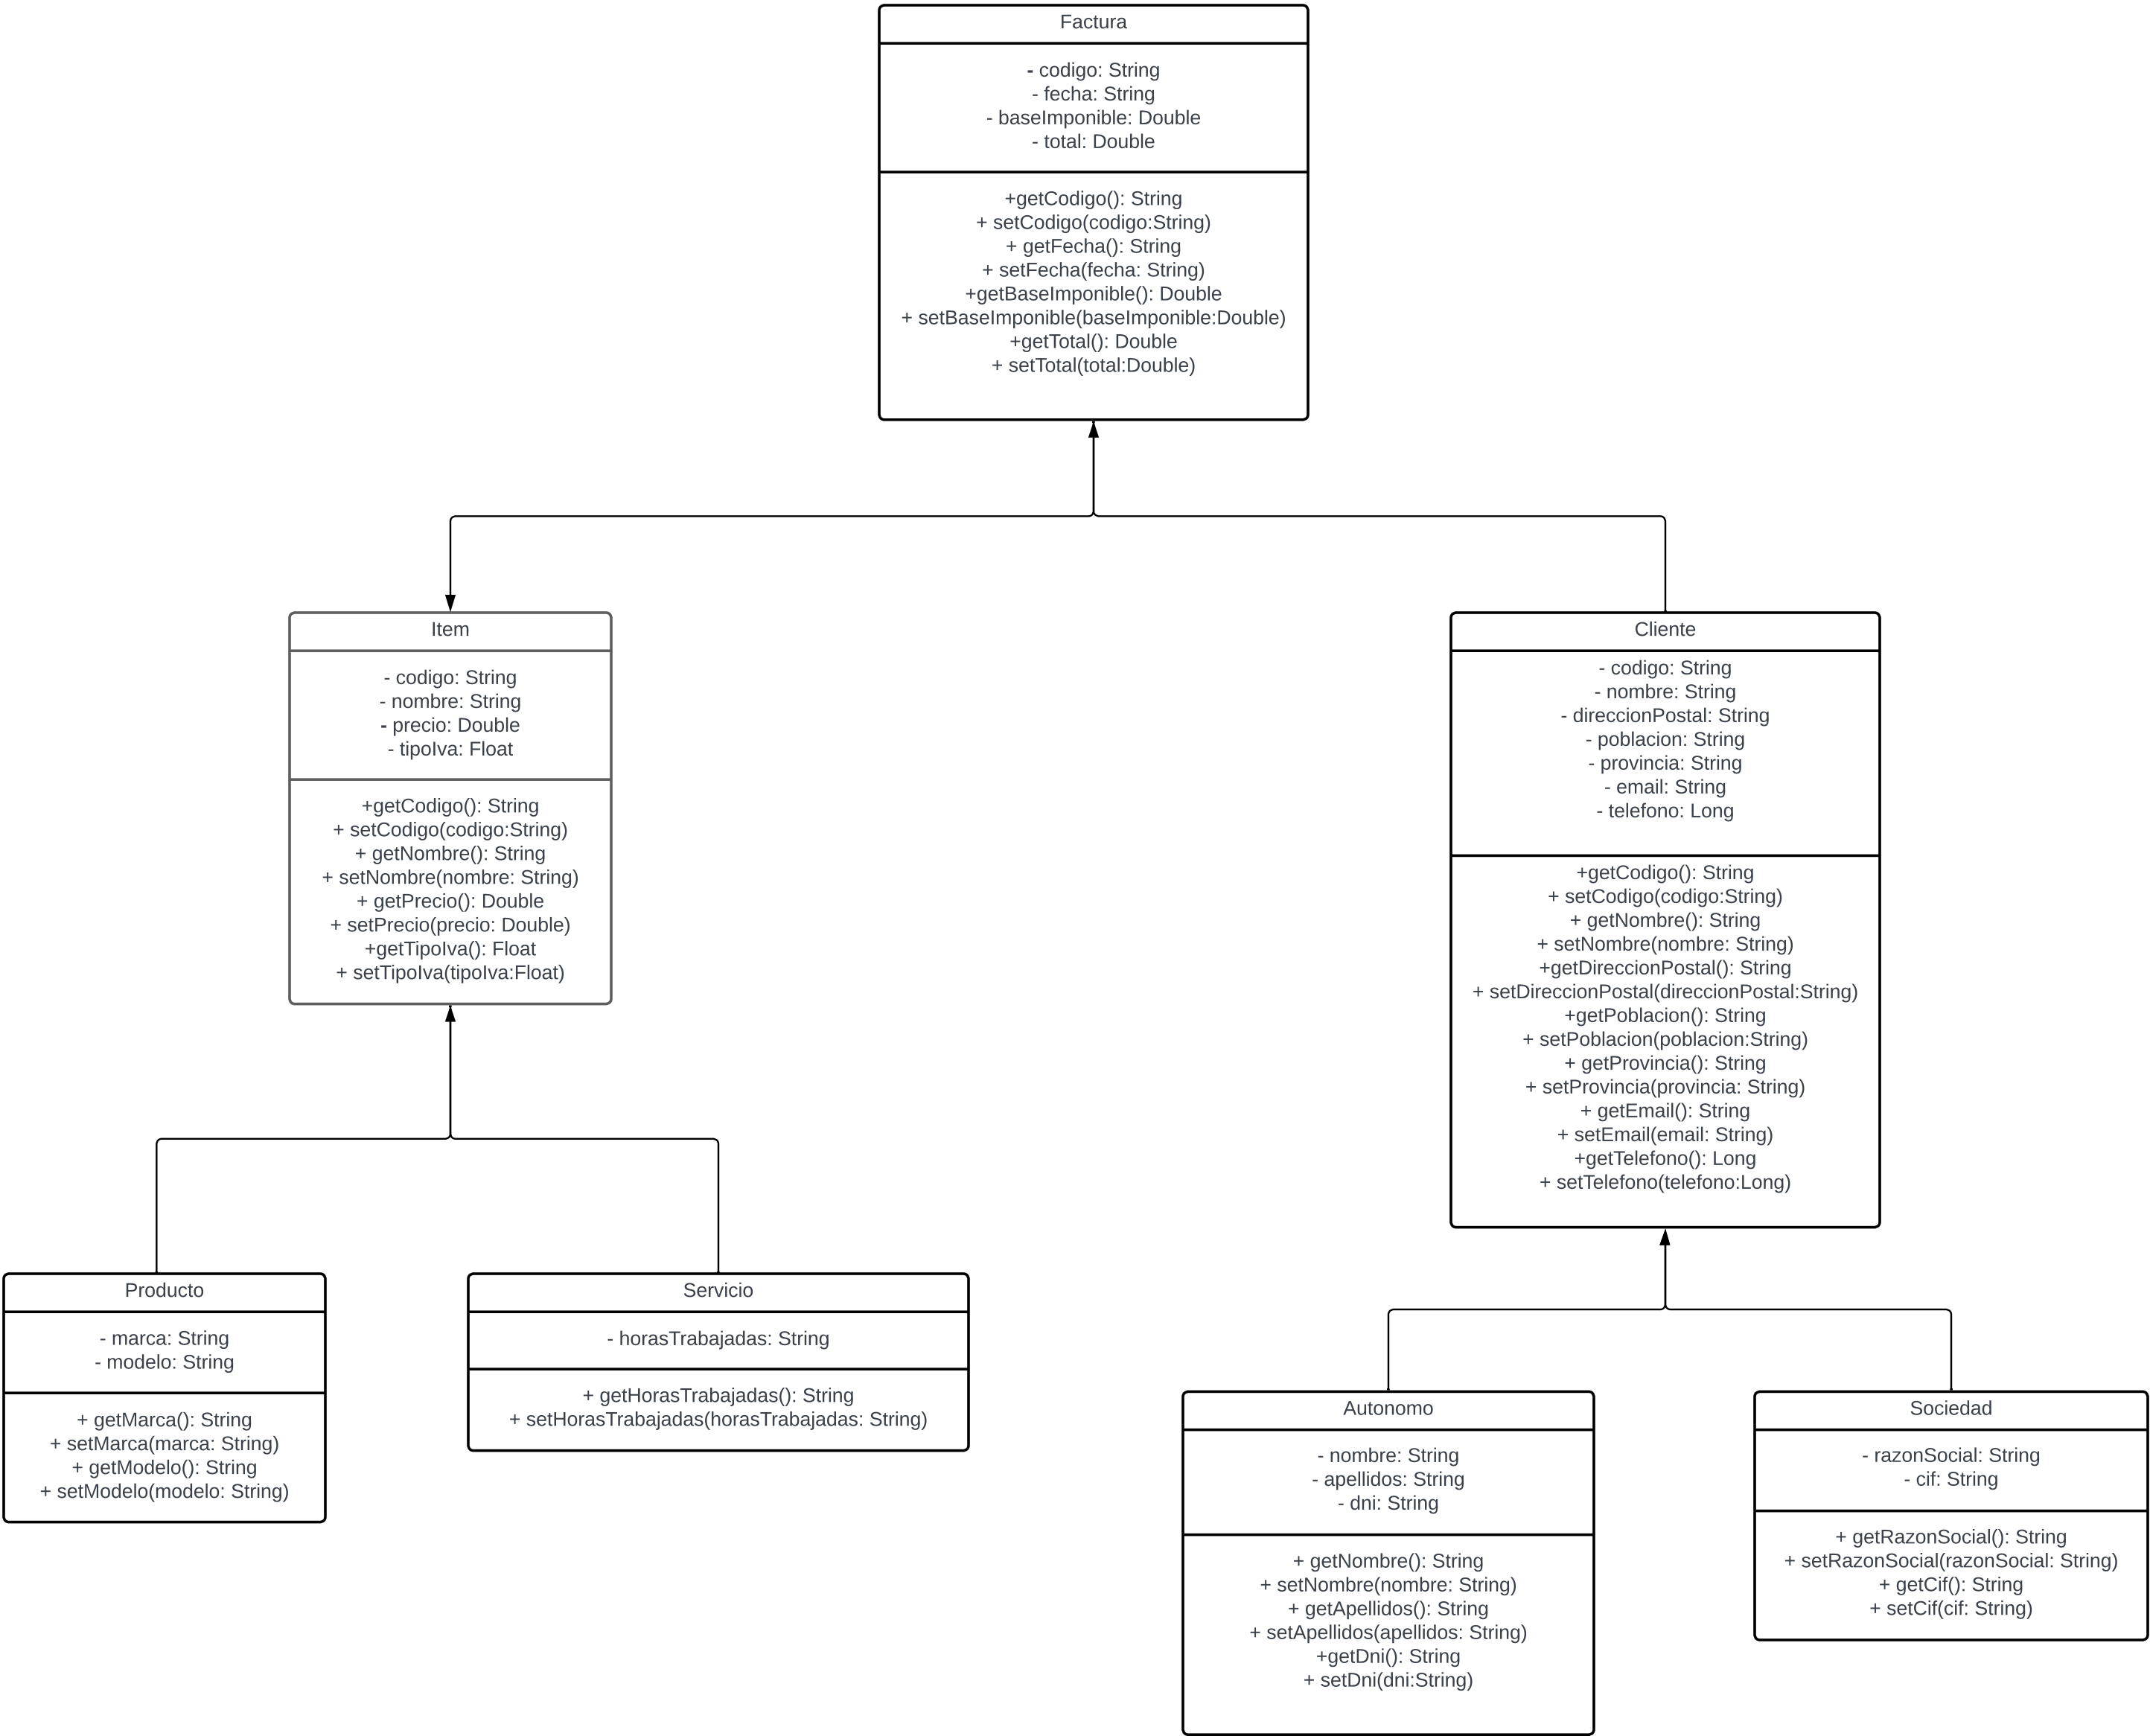 Factura
- codigo: String
- fecha: String
- baseImponible: Double
- total: Double
+getCodigo(): String
+ setCodigo(codigo:String)
+ getFecha(): String
+ setFecha(fecha: String)
+getBaseImponible(): Double
+ setBaseImponible(baseImponible:Double)
+getTotal(): Double
+ setTotal(total:Double)
Item
- codigo: String
- nombre: String
- precio: Double
- tipoIva: Float
+getCodigo(): String
+ setCodigo(codigo:String)
+ getNombre(): String
+ setNombre(nombre: String)
+ getPrecio(): Double
+ setPrecio(precio: Double)
+getTipoIva(): Float
+ setTipoIva(tipoIva:Float)
Cliente
- codigo: String
- nombre: String
- direccionPostal: String
- poblacion: String
- provincia: String
- email: String
- telefono: Long
+getCodigo(): String
+ setCodigo(codigo:String)
+ getNombre(): String
+ setNombre(nombre: String)
+getDireccionPostal(): String
+ setDireccionPostal(direccionPostal:String)
+getPoblacion(): String
+ setPoblacion(poblacion:String)
+ getProvincia(): String
+ setProvincia(provincia: String)
+ getEmail(): String
+ setEmail(email: String)
+getTelefono(): Long
+ setTelefono(telefono:Long)
Producto
- marca: String
- modelo: String
+ getMarca(): String
+ setMarca(marca: String)
+ getModelo(): String
+ setModelo(modelo: String)
Servicio
- horasTrabajadas: String
+ getHorasTrabajadas(): String
+ setHorasTrabajadas(horasTrabajadas: String)
Autonomo
- nombre: String
- apellidos: String
- dni: String
+ getNombre(): String
+ setNombre(nombre: String)
+ getApellidos(): String
+ setApellidos(apellidos: String)
+getDni(): String
+ setDni(dni:String)
Sociedad
- razonSocial: String
- cif: String
+ getRazonSocial(): String
+ setRazonSocial(razonSocial: String)
+ getCif(): String
+ setCif(cif: String)